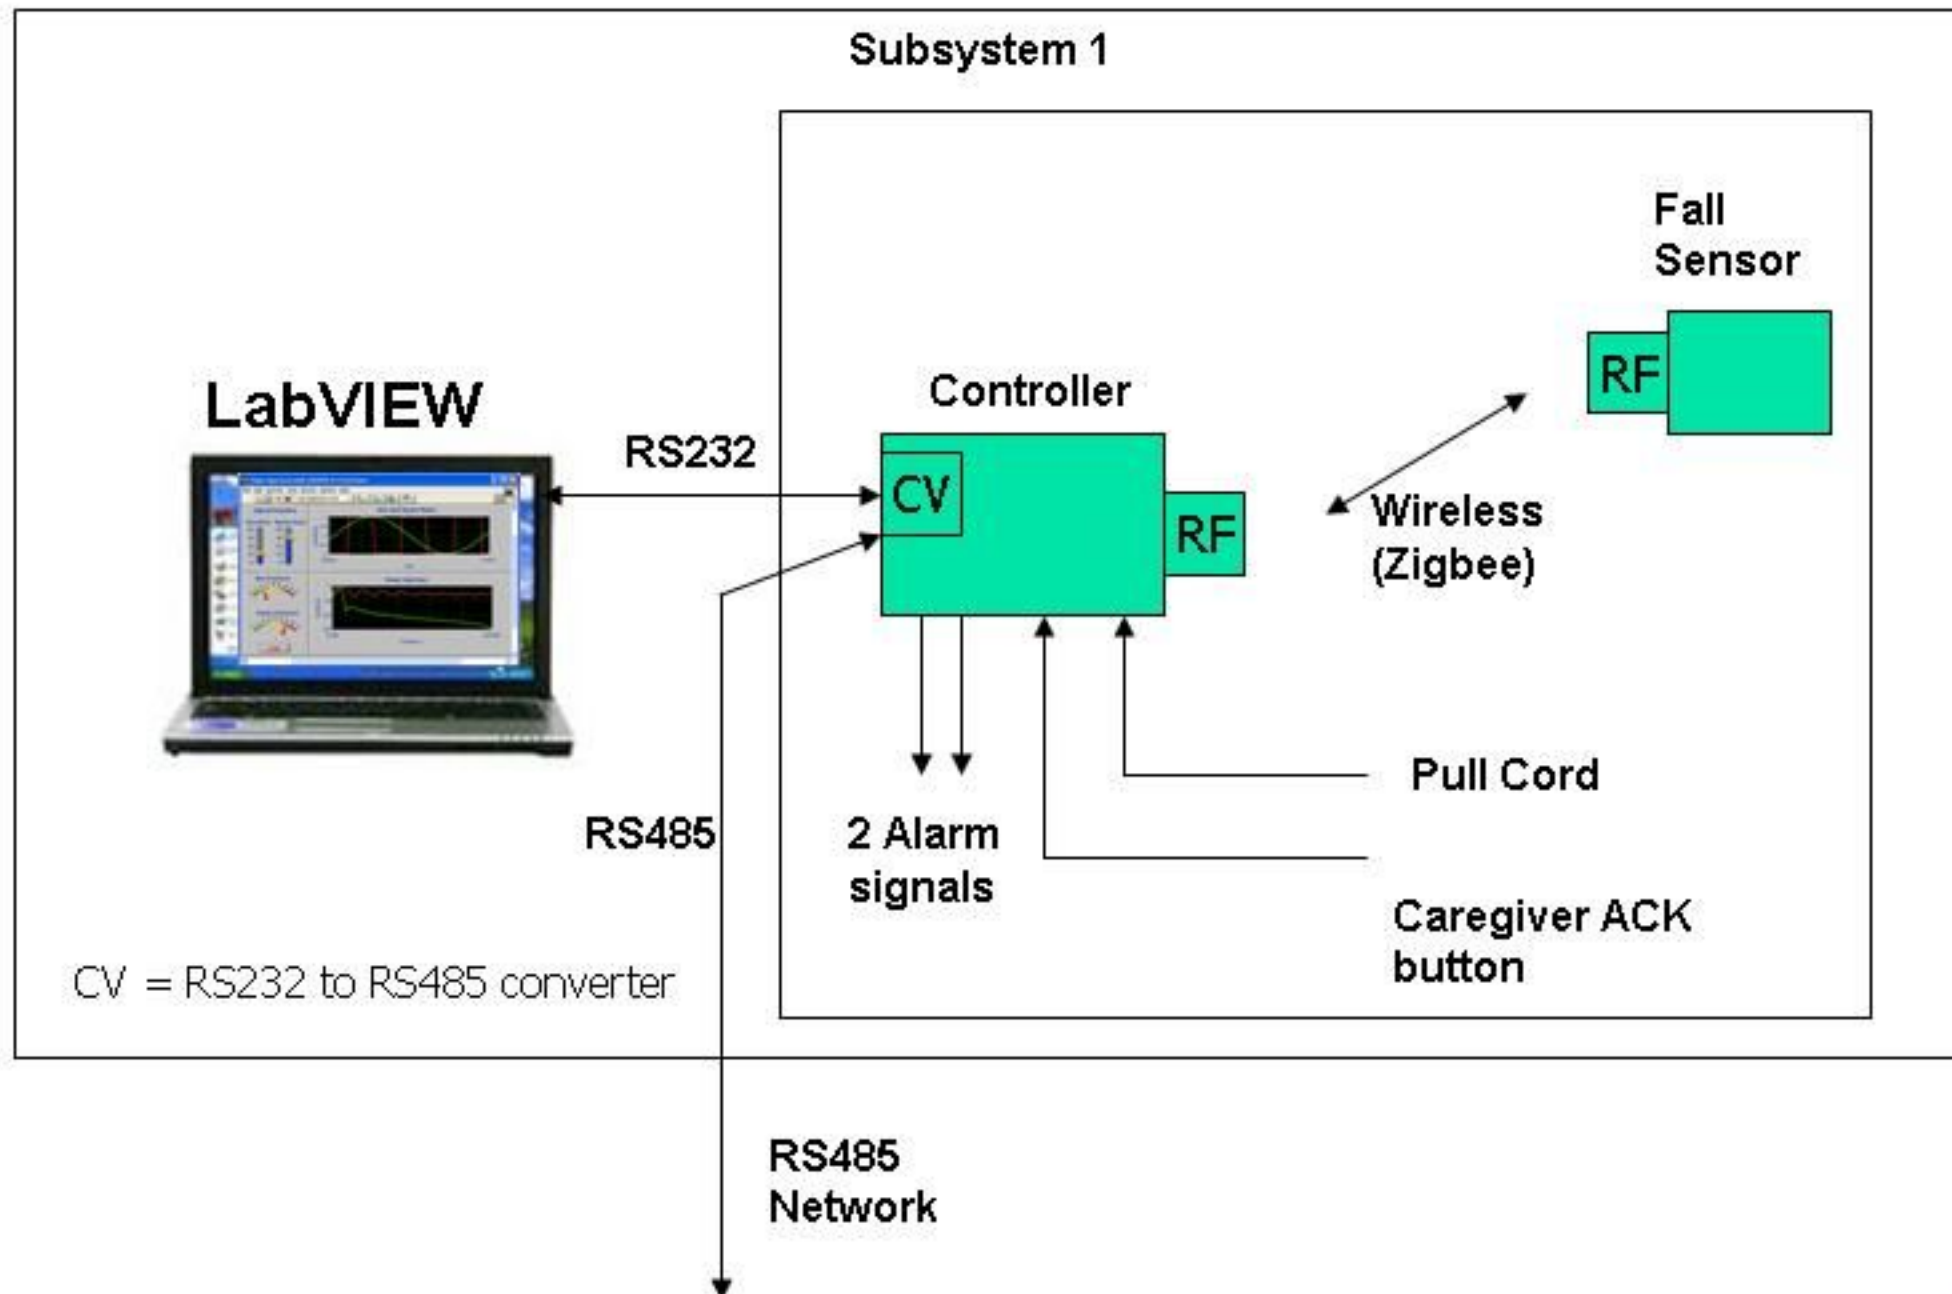 Subsystem 1
Fall
Sensor
RF
LabVIEW
Controller
RS232
CV
RF
Wireless
(Zigbee)
Pull Cord
RS485
2 Alarm
signals
Caregiver ACK
button
CV = RS232 to RS485 converter
RS485
Network